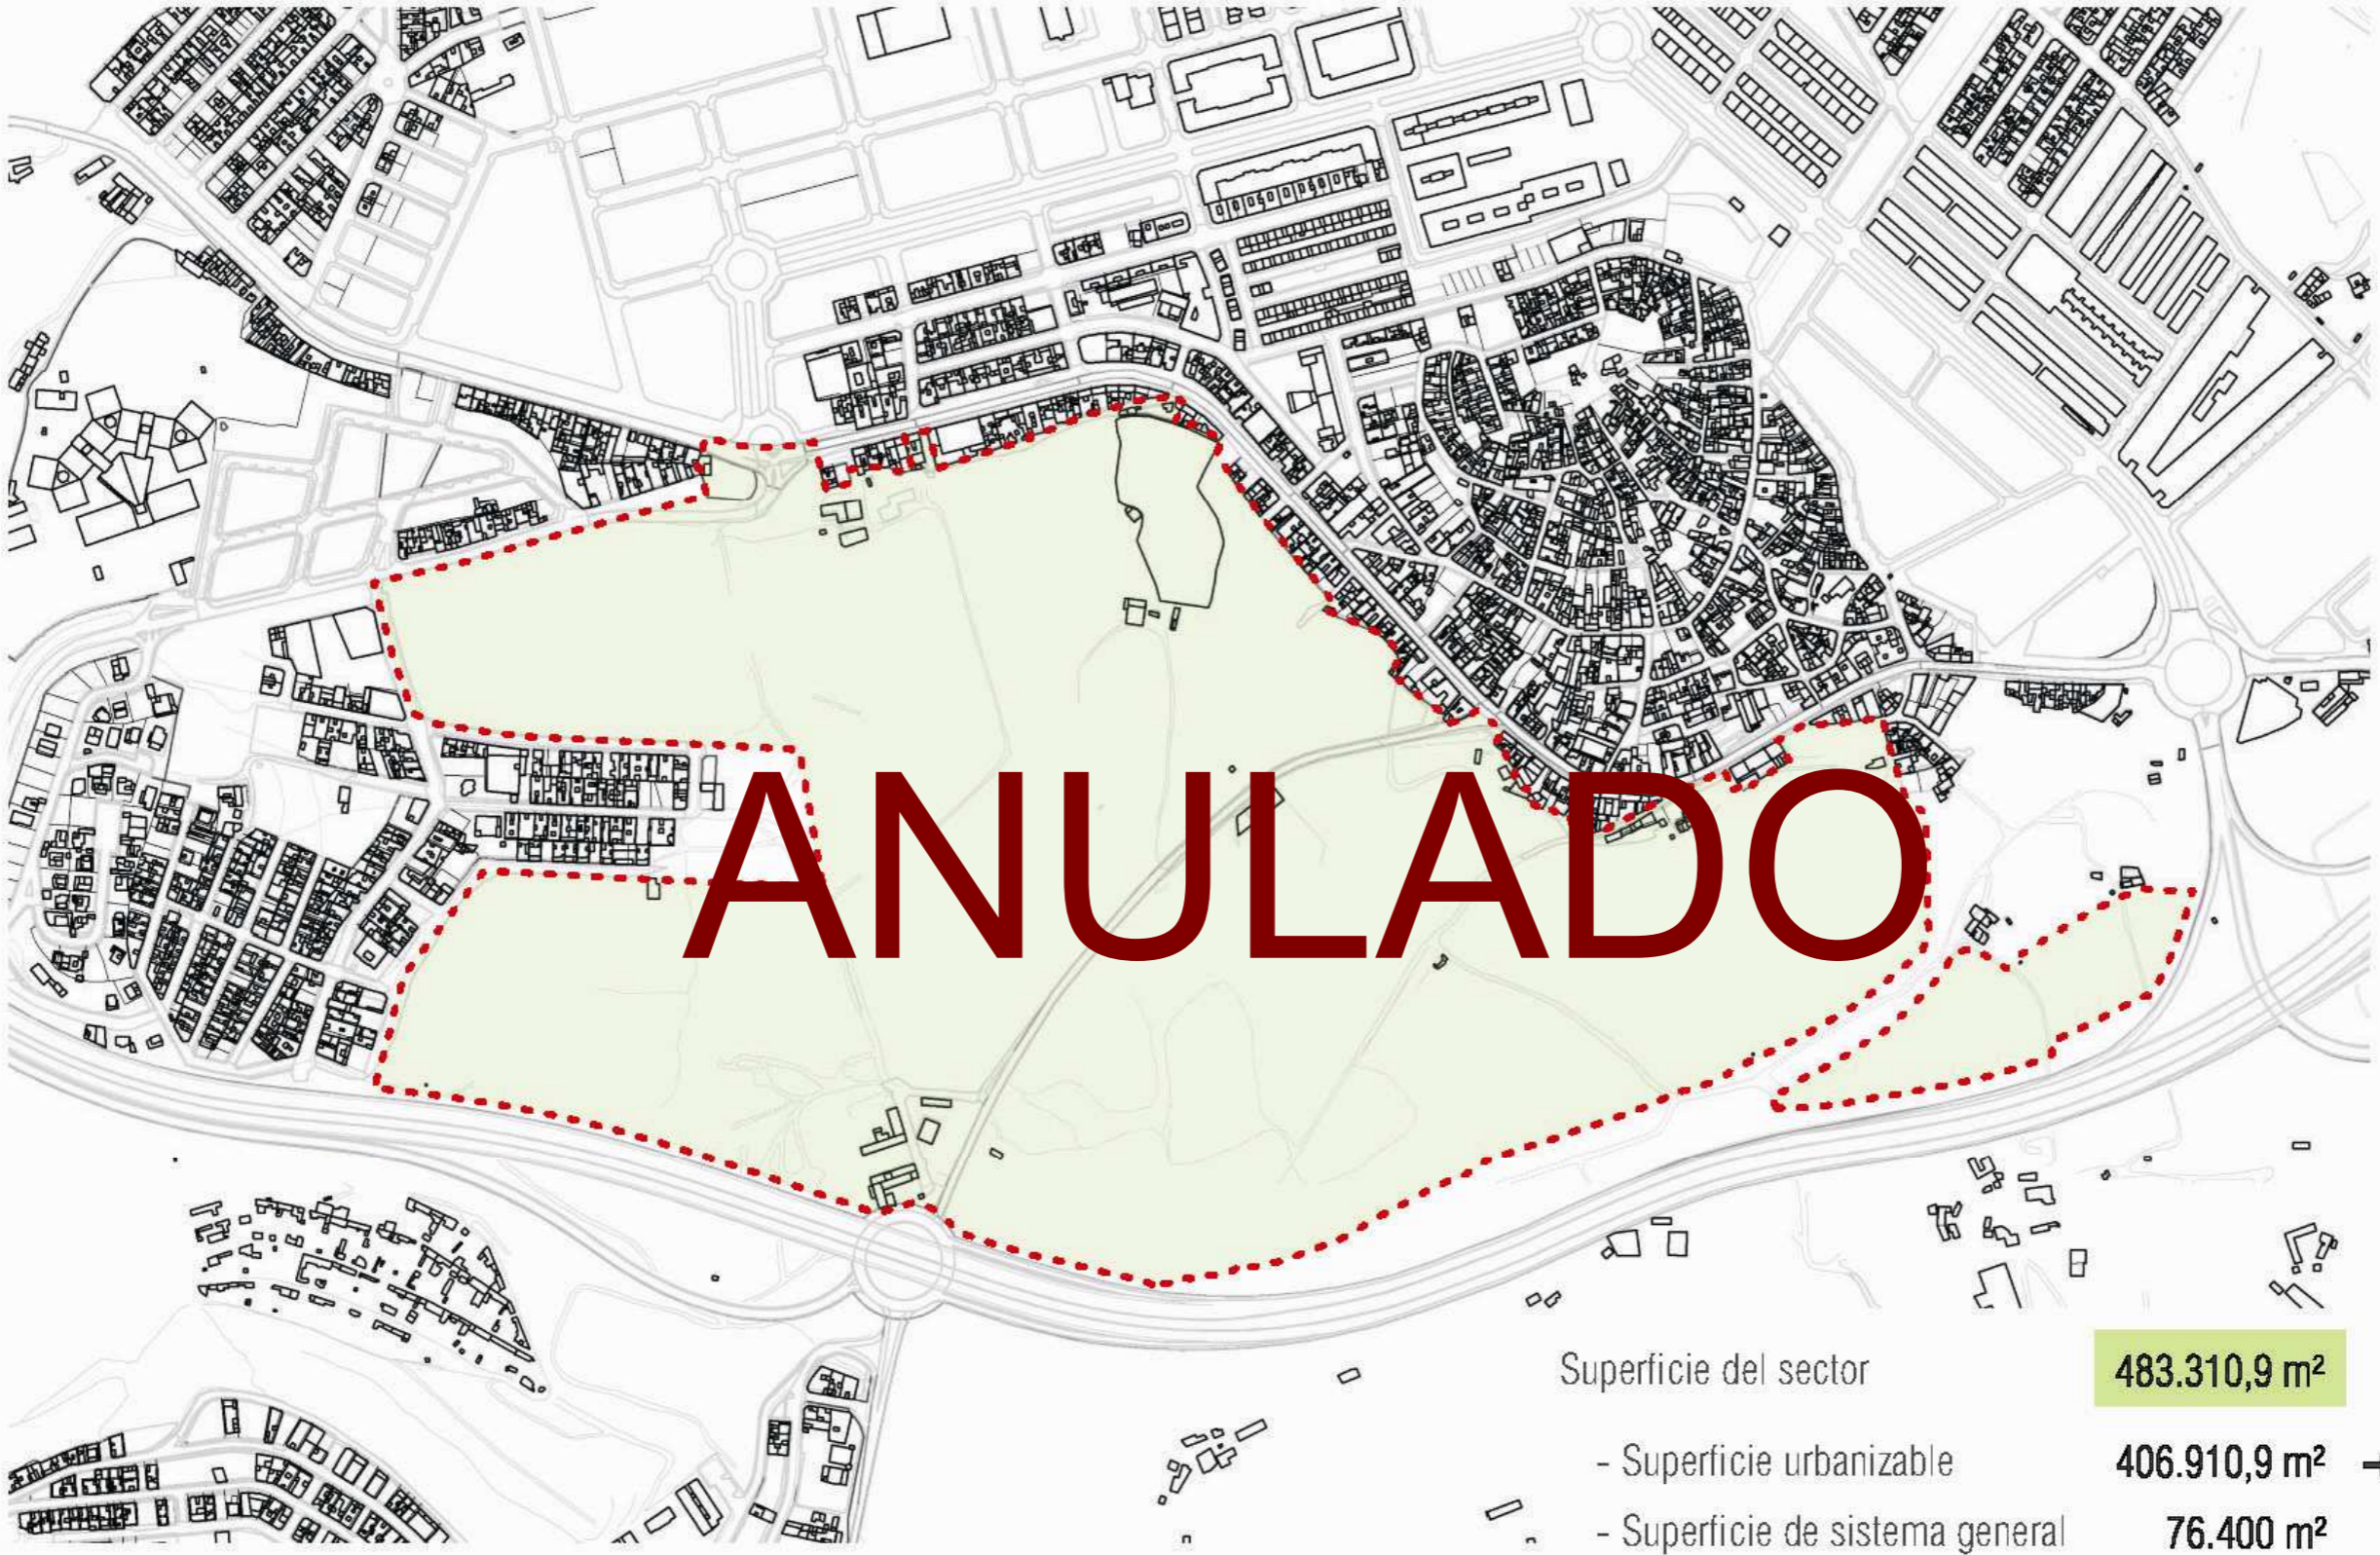 ANULADO
Superficie del sector 483.310,9 m²
- Superficie urbanizable 406.910,9 m²
- Superficie de sistema general 76.400 m²